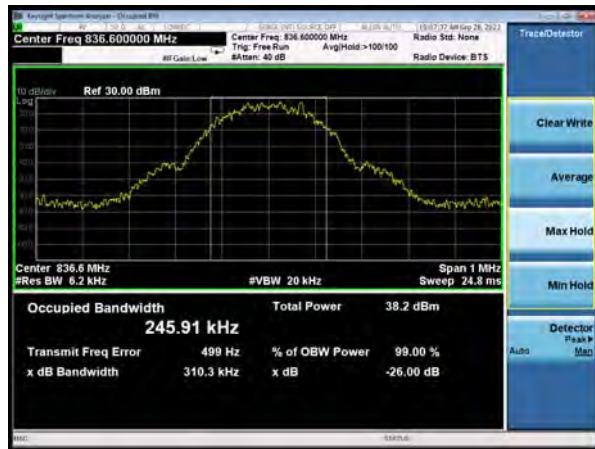 Keysight Spectrum Analyzer - Occupied BW
Center Freq 836.600000 MHz
Center Freq: 836.600000 MHz
Radio Std: None
Trig: Free Run
Avg|Hold:>100/100
#IFGain:Low
#Atten: 40 dB
Radio Device: BTS
Trace/Detector
10 dB/div
Ref 30.00 dBm
Log
Clear Write
Average
Max Hold
Min Hold
Center 836.6 MHz
Span 1 MHz
#Res BW 6.2 kHz
#VBW 20 kHz
Sweep 24.8 ms
Occupied Bandwidth
Total Power
38.2 dBm
245.91 kHz
Transmit Freq Error
499 Hz
% of OBW Power
99.00 %
x dB Bandwidth
310.3 kHz
x dB
-26.00 dB
Detector
Peak
Auto
Man
MSG
STATUS